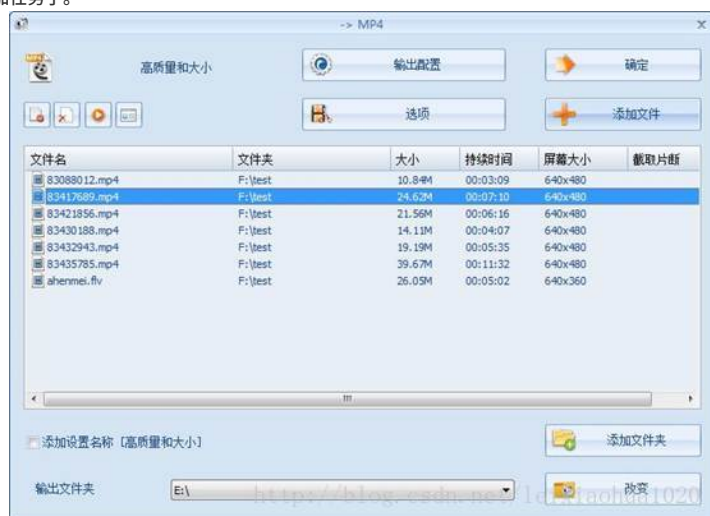 -> MP4
高质量和大小
输出配置
确定
选项
添加文件
文件名 文件夹 大小 持续时间 屏幕大小 截取片断
83088012.mp4 F:\test 10.84M 00:03:09 640x480
83417689.mp4 F:\test 24.62M 00:07:10 640x480
83421856.mp4 F:\test 21.56M 00:06:16 640x480
83430188.mp4 F:\test 14.11M 00:04:07 640x480
83432943.mp4 F:\test 19.19M 00:05:35 640x480
83435785.mp4 F:\test 39.67M 00:11:32 640x480
ahenmei.flv F:\test 26.05M 00:05:02 640x360
添加设置名称 [高质量和大小]
添加文件夹
输出文件夹
E:\
改变
http://blog.csdn.net/leixiaohua1020